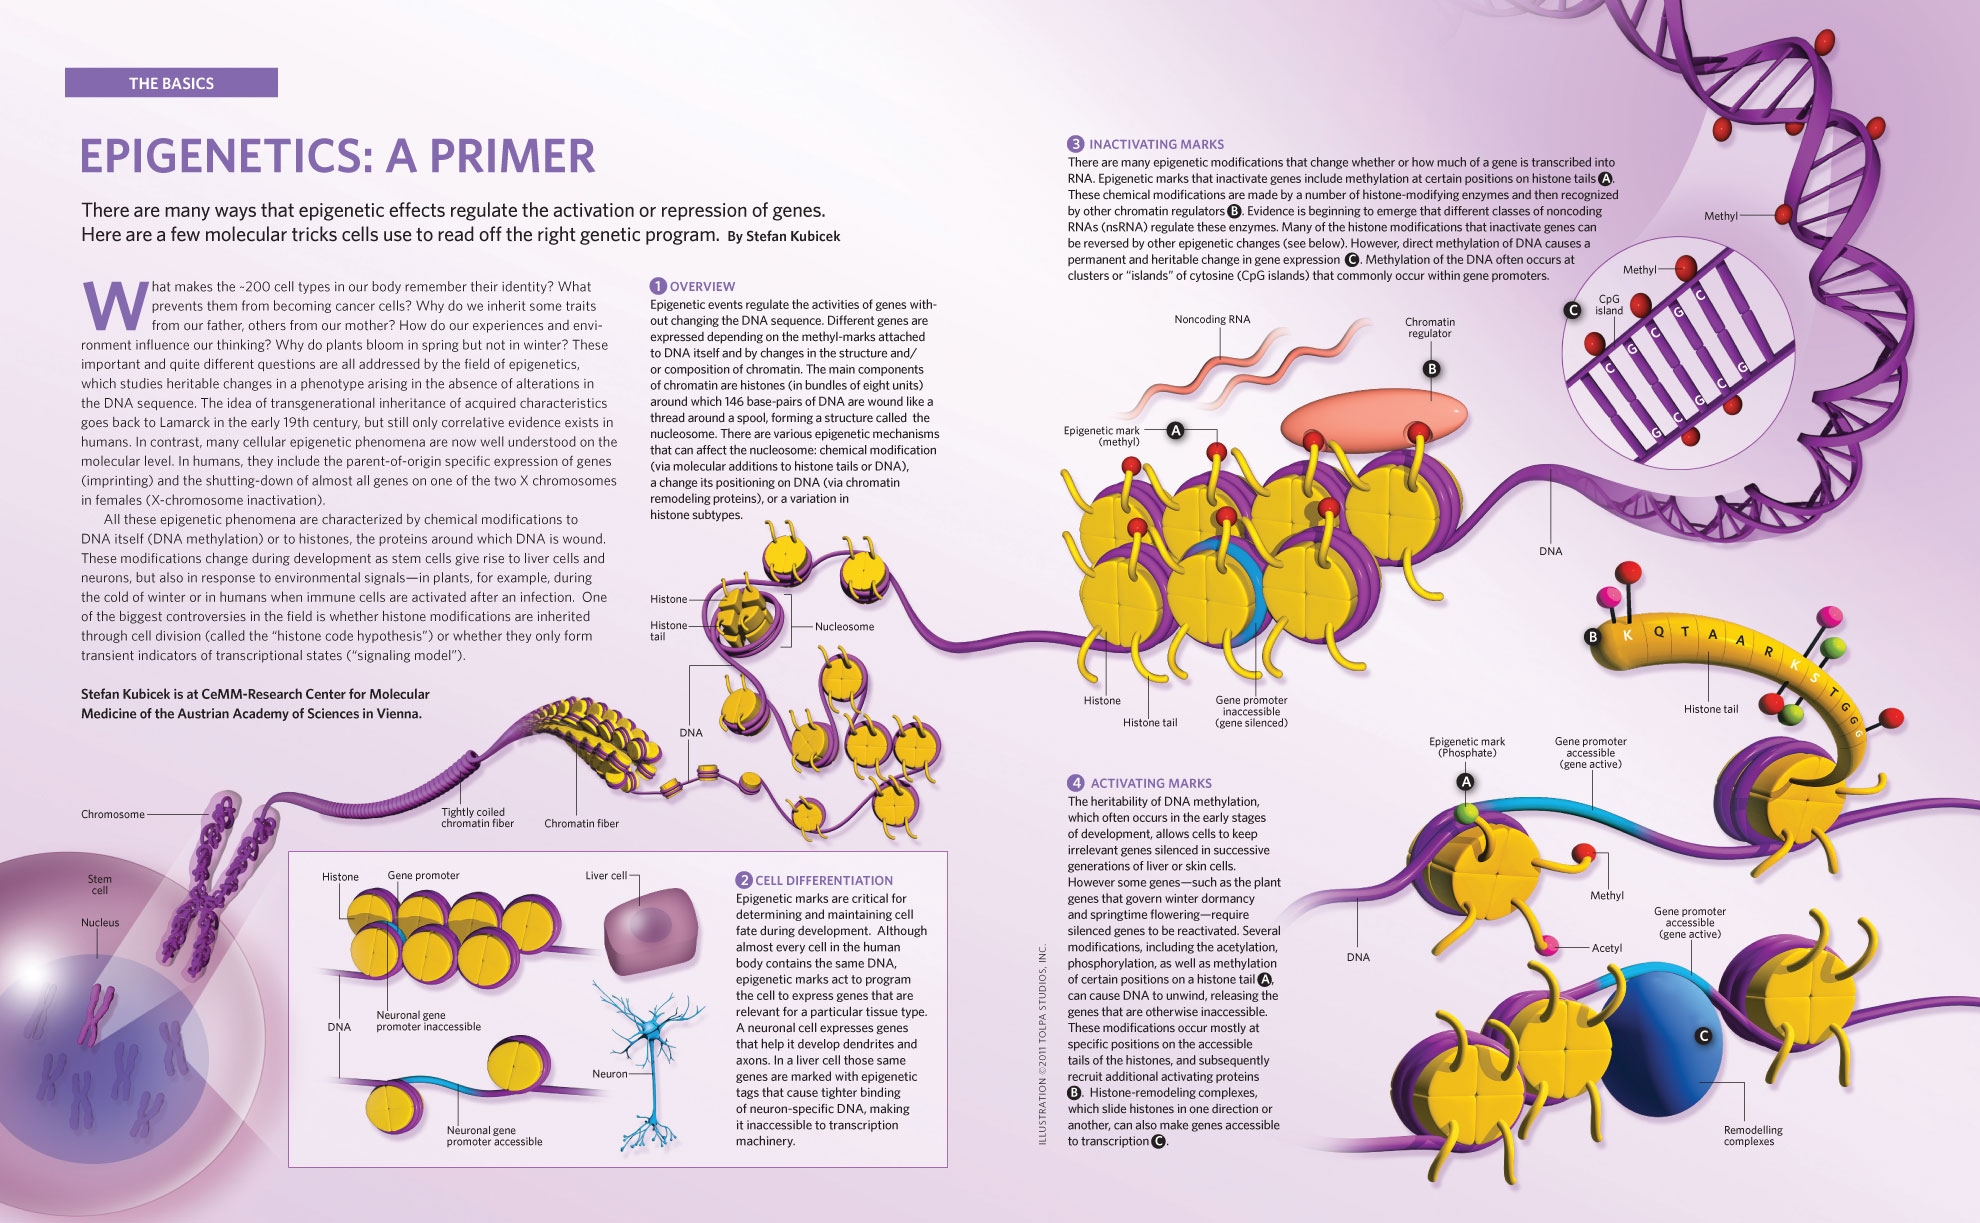 THE BASICS
EPIGENETICS: A PRIMER
There are many ways that epigenetic effects regulate the activation or repression of genes.
Here are a few molecular tricks cells use to read off the right genetic program. By Stefan Kubicek
What makes the ~200 cell types in our body remember their identity? What
prevents them from becoming cancer cells? Why do we inherit some traits
from our father, others from our mother? How do our experiences and envi-
ronment influence our thinking? Why do plants bloom in spring but not in winter? These
important and quite different questions are all addressed by the field of epigenetics,
which studies heritable changes in a phenotype arising in the absence of alterations in
the DNA sequence. The idea of transgenerational inheritance of acquired characteristics
goes back to Lamarck in the early 19th century, but still only correlative evidence exists in
humans. In contrast, many cellular epigenetic phenomena are now well understood on the
molecular level. In humans, they include the parent-of-origin specific expression of genes
(imprinting) and the shutting-down of almost all genes on one of the two X chromosomes
in females (X-chromosome inactivation).
All these epigenetic phenomena are characterized by chemical modifications to
DNA itself (DNA methylation) or to histones, the proteins around which DNA is wound.
These modifications change during development as stem cells give rise to liver cells and
neurons, but also in response to environmental signals—in plants, for example, during
the cold of winter or in humans when immune cells are activated after an infection. One
of the biggest controversies in the field is whether histone modifications are inherited
through cell division (called the “histone code hypothesis”) or whether they only form
transient indicators of transcriptional states (“signaling model”).
Stefan Kubicek is at CeMM-Research Center for Molecular
Medicine of the Austrian Academy of Sciences in Vienna.
1 OVERVIEW
Epigenetic events regulate the activities of genes with-
out changing the DNA sequence. Different genes are
expressed depending on the methyl-marks attached
to DNA itself and by changes in the structure and/
or composition of chromatin. The main components
of chromatin are histones (in bundles of eight units)
around which 146 base-pairs of DNA are wound like a
thread around a spool, forming a structure called the
nucleosome. There are various epigenetic mechanisms
that can affect the nucleosome: chemical modification
(via molecular additions to histone tails or DNA),
a change its positioning on DNA (via chromatin
remodeling proteins), or a variation in
histone subtypes.
Histone
Histone
tail
Nucleosome
DNA
Chromosome
Tightly coiled
chromatin fiber
Chromatin fiber
Stem
cell
Nucleus
Histone
Gene promoter
Liver cell
DNA
Neuronal gene
promoter inaccessible
Neuron
Neuronal gene
promoter accessible
2 CELL DIFFERENTIATION
Epigenetic marks are critical for
determining and maintaining cell
fate during development. Although
almost every cell in the human
body contains the same DNA,
epigenetic marks act to program
the cell to express genes that are
relevant for a particular tissue type.
A neuronal cell expresses genes
that help it develop dendrites and
axons. In a liver cell those same
genes are marked with epigenetic
tags that cause tighter binding
of neuron-specific DNA, making
it inaccessible to transcription
machinery.
3 INACTIVATING MARKS
There are many epigenetic modifications that change whether or how much of a gene is transcribed into
RNA. Epigenetic marks that inactivate genes include methylation at certain positions on histone tails A.
These chemical modifications are made by a number of histone-modifying enzymes and then recognized
by other chromatin regulators B. Evidence is beginning to emerge that different classes of noncoding
RNAs (nsRNA) regulate these enzymes. Many of the histone modifications that inactivate genes can
be reversed by other epigenetic changes (see below). However, direct methylation of DNA causes a
permanent and heritable change in gene expression C. Methylation of the DNA often occurs at
clusters or “islands” of cytosine (CpG islands) that commonly occur within gene promoters.
Methyl
Methyl
C
CpG
island
C G C G C
G C G C G
Noncoding RNA
Chromatin
regulator
B
Epigenetic mark
(methyl)
A
DNA
Histone
Histone tail
Gene promoter
inaccessible
(gene silenced)
B
K Q T A A R K S T G G G
Histone tail
4 ACTIVATING MARKS
The heritability of DNA methylation,
which often occurs in the early stages
of development, allows cells to keep
irrelevant genes silenced in successive
generations of liver or skin cells.
However some genes—such as the plant
genes that govern winter dormancy
and springtime flowering—require
silenced genes to be reactivated. Several
modifications, including the acetylation,
phosphorylation, as well as methylation
of certain positions on a histone tail A,
can cause DNA to unwind, releasing the
genes that are otherwise inaccessible.
These modifications occur mostly at
specific positions on the accessible
tails of the histones, and subsequently
recruit additional activating proteins
B. Histone-remodeling complexes,
which slide histones in one direction or
another, can also make genes accessible
to transcription C.
Epigenetic mark
(Phosphate)
A
Gene promoter
accessible
(gene active)
Methyl
Acetyl
DNA
Gene promoter
accessible
(gene active)
C
Remodelling
complexes
ILLUSTRATION ©2011 TOLPA STUDIOS, INC.